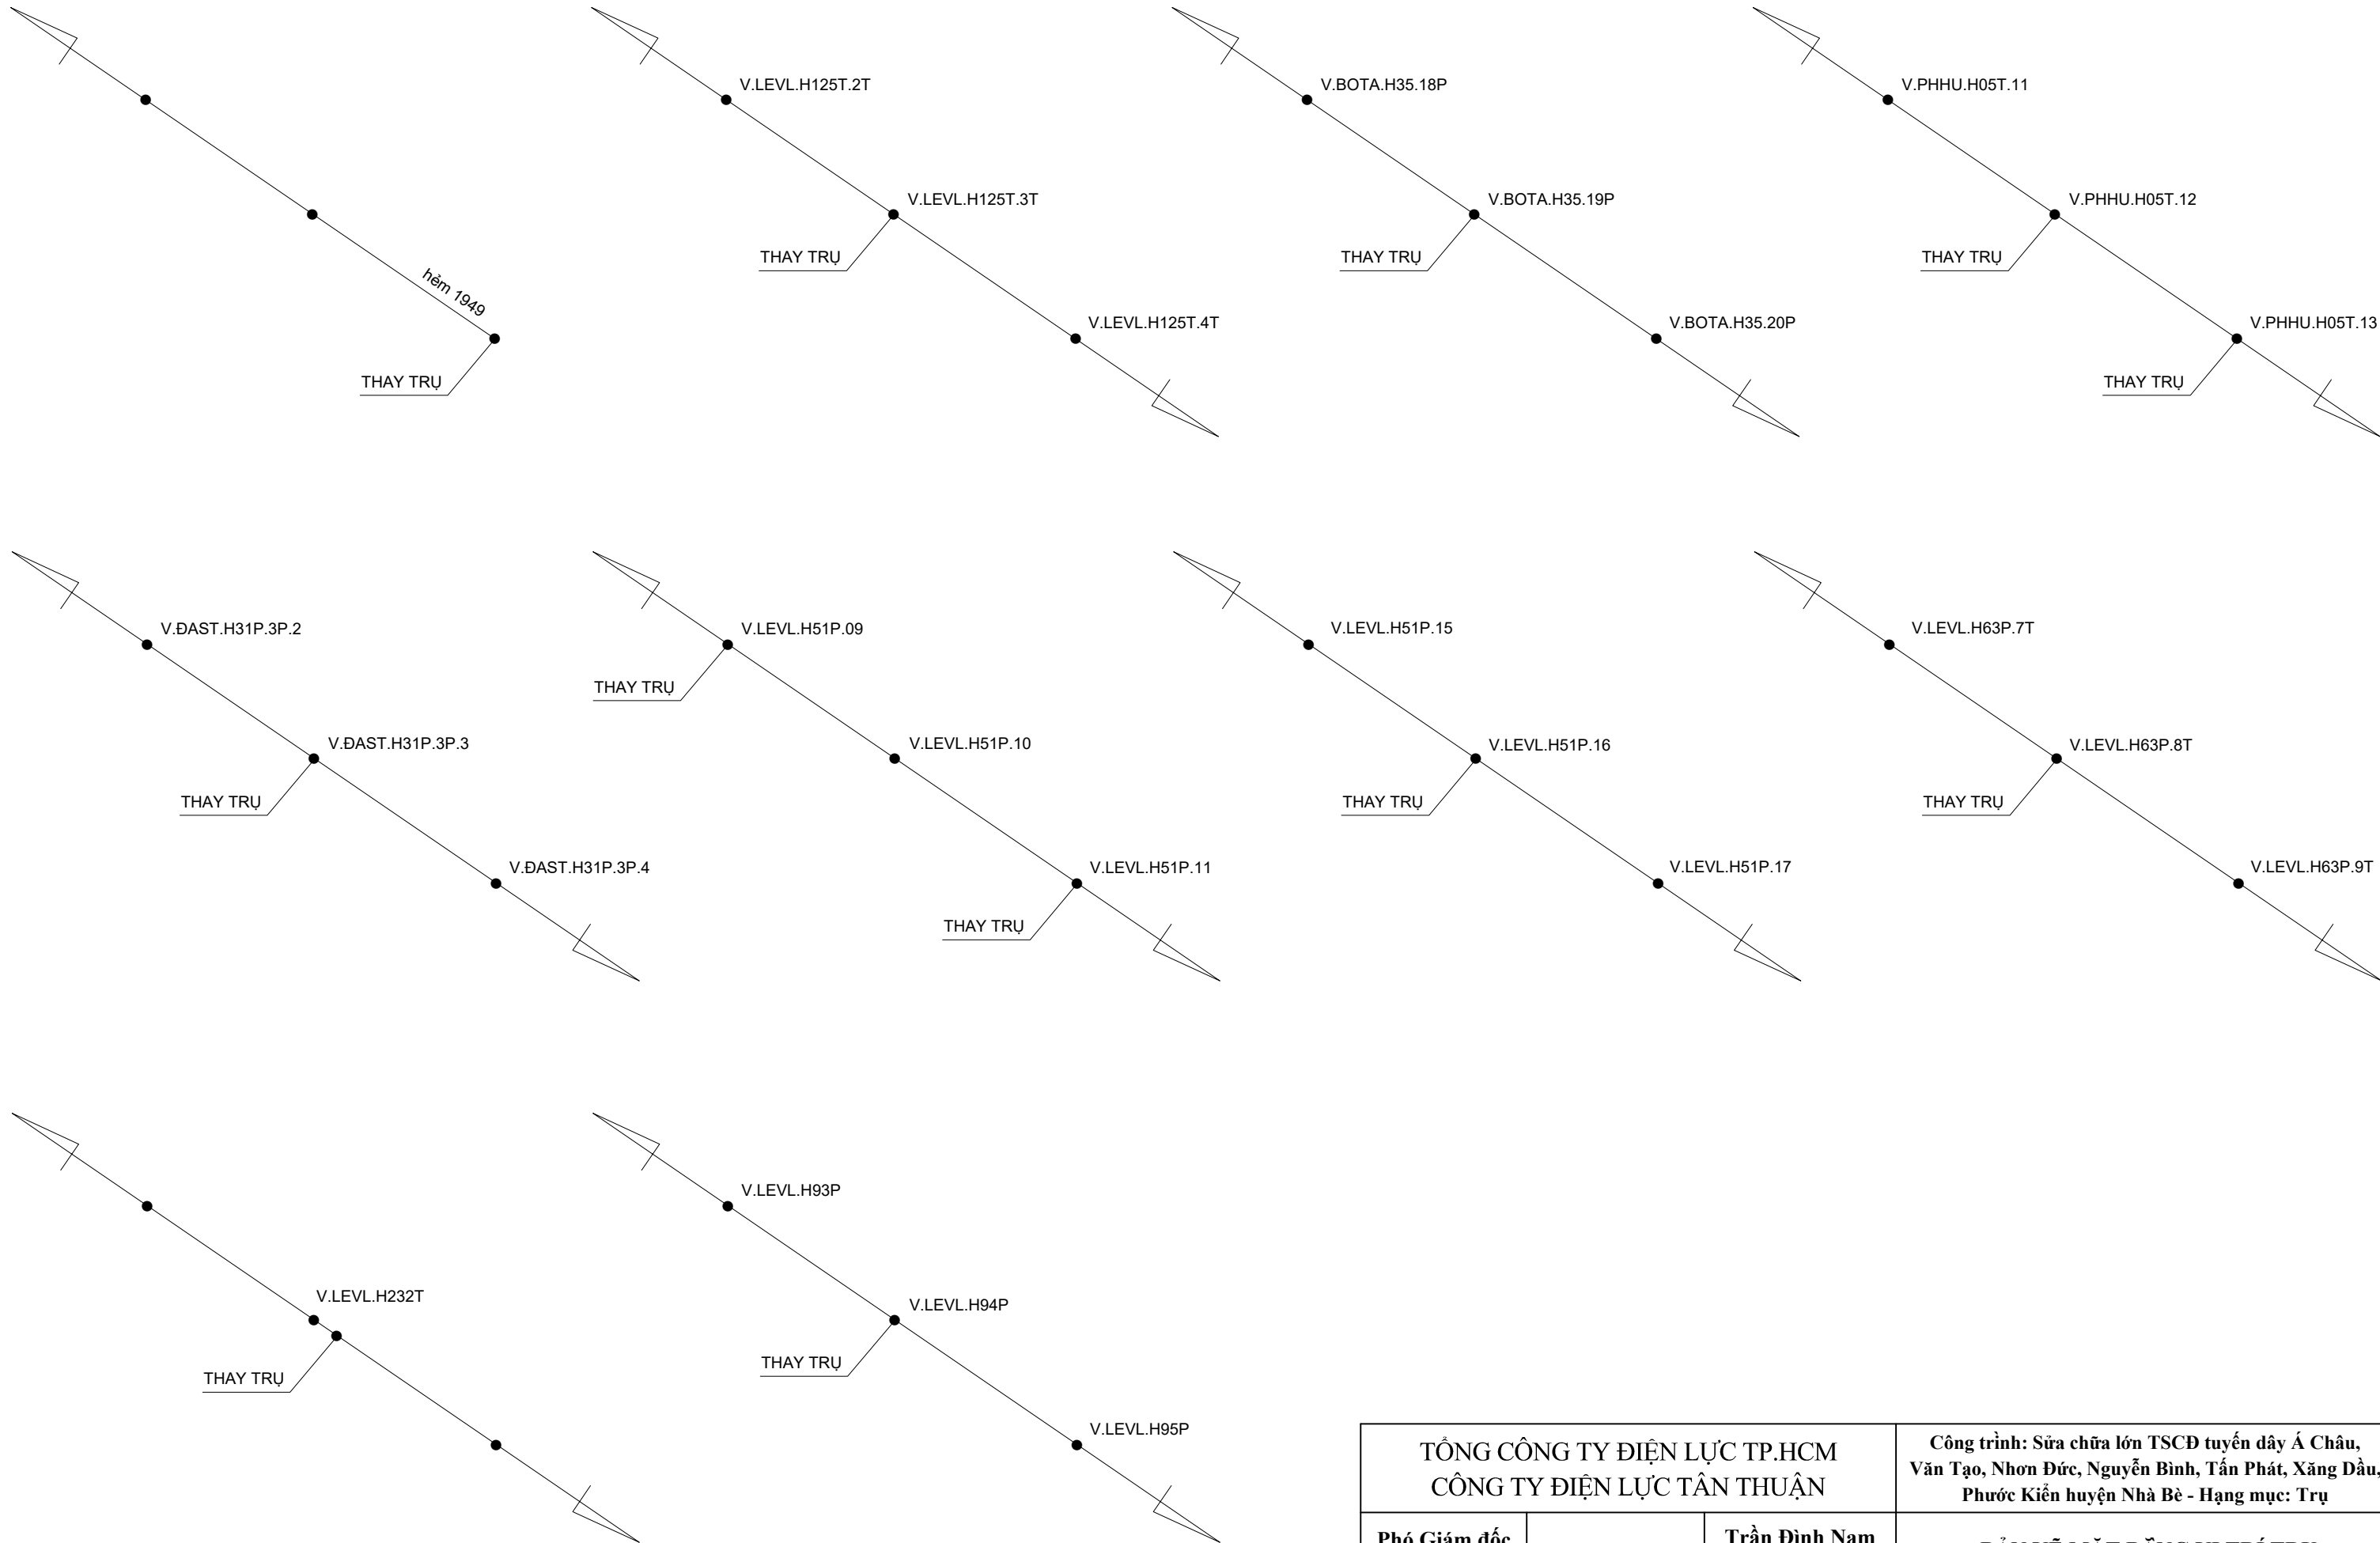 hẻm 1949
THAY TRỤ
V.LEVL.H125T.2T
V.LEVL.H125T.3T
THAY TRỤ
V.LEVL.H125T.4T
V.BOTA.H35.18P
V.BOTA.H35.19P
THAY TRỤ
V.BOTA.H35.20P
V.PHHU.H05T.11
V.PHHU.H05T.12
THAY TRỤ
V.PHHU.H05T.13
THAY TRỤ
V.ĐAST.H31P.3P.2
V.ĐAST.H31P.3P.3
THAY TRỤ
V.ĐAST.H31P.3P.4
V.LEVL.H51P.09
THAY TRỤ
V.LEVL.H51P.10
V.LEVL.H51P.11
THAY TRỤ
V.LEVL.H51P.15
V.LEVL.H51P.16
THAY TRỤ
V.LEVL.H51P.17
V.LEVL.H63P.7T
V.LEVL.H63P.8T
THAY TRỤ
V.LEVL.H63P.9T
V.LEVL.H232T
THAY TRỤ
V.LEVL.H93P
V.LEVL.H94P
THAY TRỤ
V.LEVL.H95P
TỔNG CÔNG TY ĐIỆN LỰC TP.HCM
CÔNG TY ĐIỆN LỰC TÂN THUẬN
Công trình: Sửa chữa lớn TSCĐ tuyến dây Á Châu,
Văn Tạo, Nhơn Đức, Nguyễn Bình, Tấn Phát, Xăng Dầu,
Phước Kiển huyện Nhà Bè - Hạng mục: Trụ
Phó Giám đốc
Trần Đình Nam